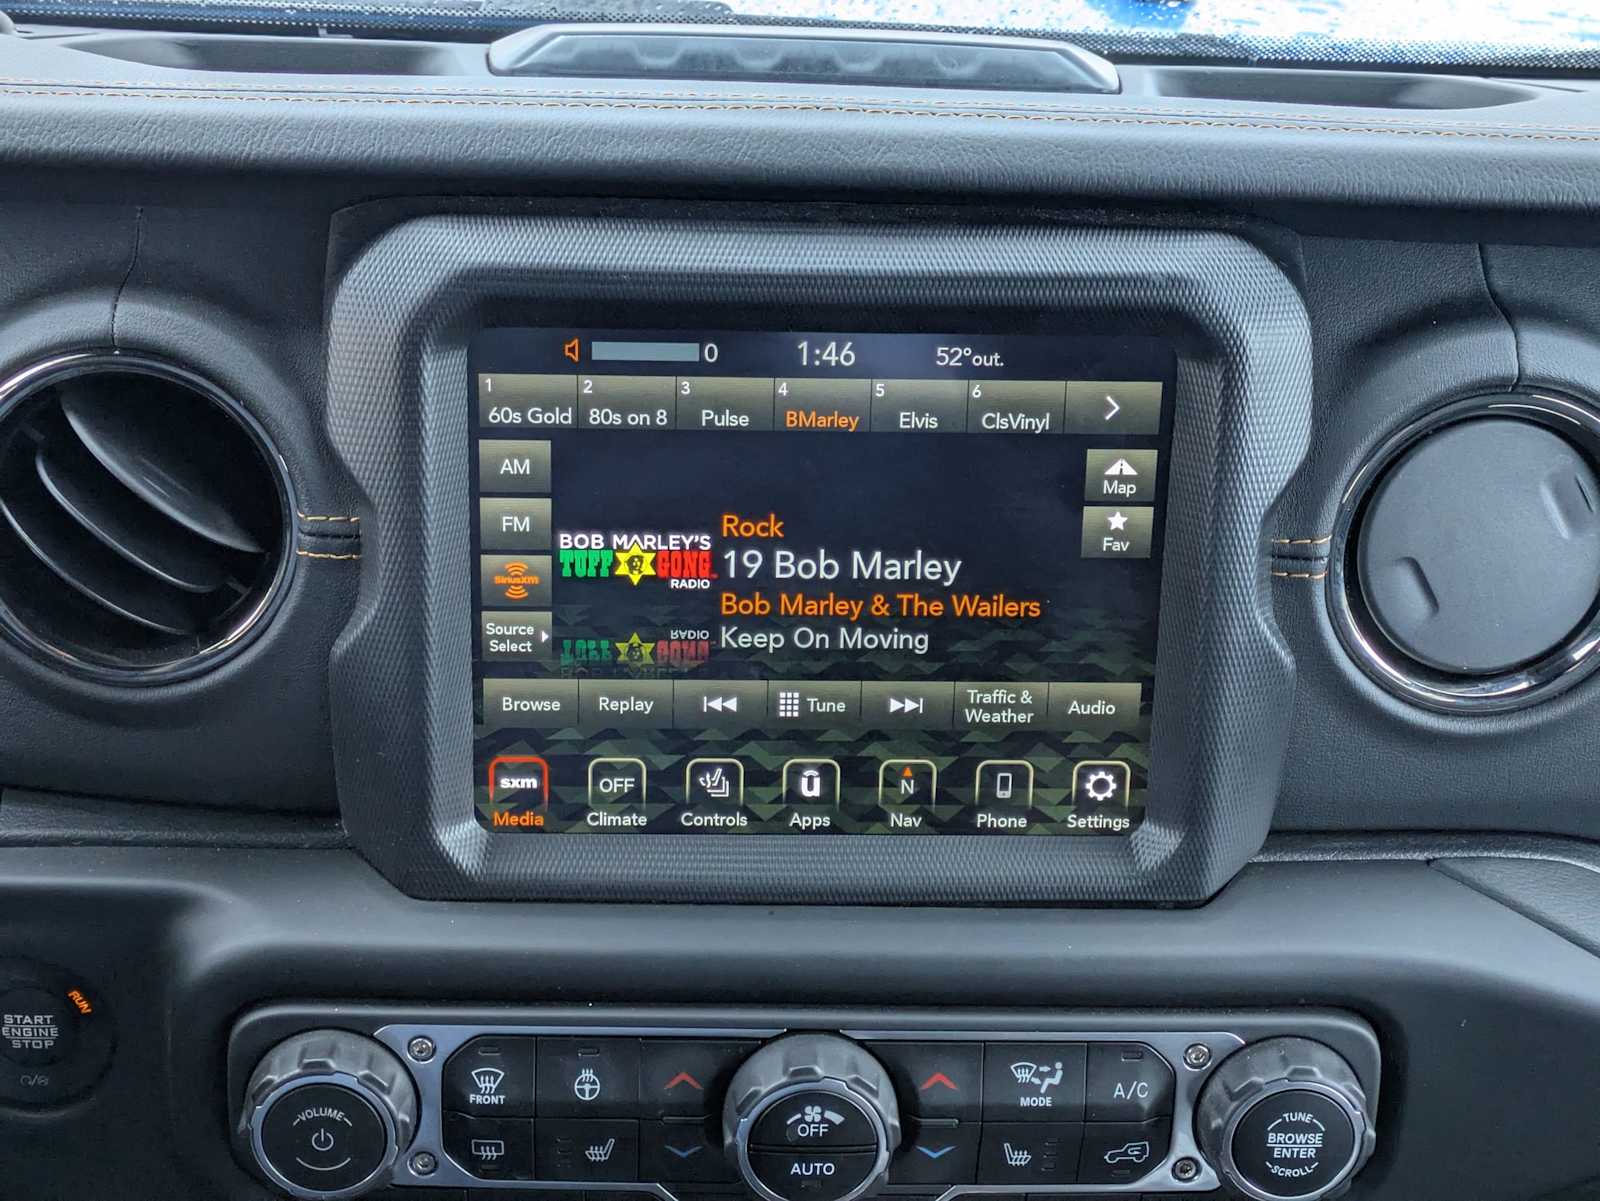 0 1:46 52°out.
1 2 3 4 5 6
60s Gold 80s on 8 Pulse BMarley Elvis ClsVinyl
AM
FM
SiriusXM
Source
Select
BOB MARLEY'S
TUFF GONG
RADIO
Rock
19 Bob Marley
Bob Marley & The Wailers
Keep On Moving
Map
Fav
Browse Replay Tune Traffic &
Weather Audio
sxm OFF ū N
Media Climate Controls Apps Nav Phone Settings
RUN
START
ENGINE
STOP
VOLUME
FRONT
OFF
AUTO
MODE
A/C
TUNE
BROWSE
ENTER
SCROLL